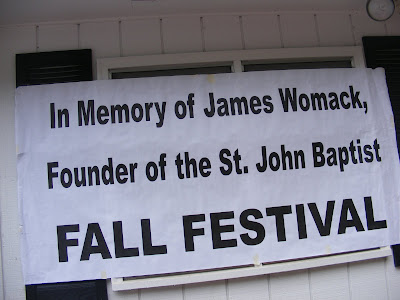 In Memory of James Womack,
Founder of the St. John Baptist
FALL FESTIVAL